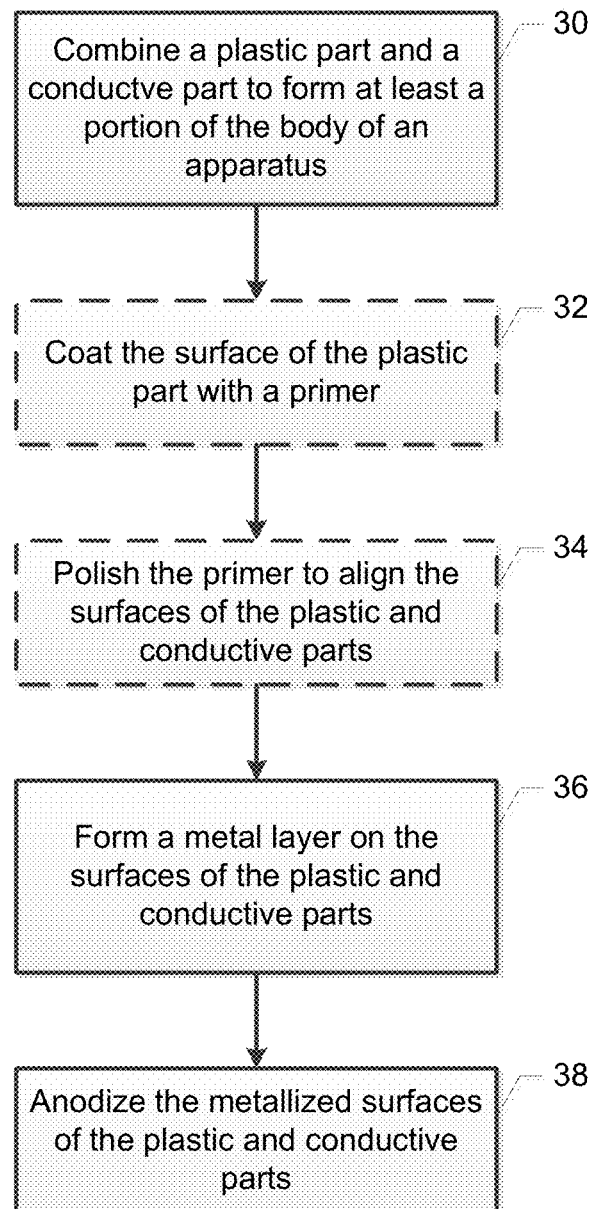 30
Combine a plastic part and a
conductve part to form at least a
portion of the body of an
apparatus
32
Coat the surface of the plastic
part with a primer
34
Polish the primer to align the
surfaces of the plastic and
conductive parts
36
Form a metal layer on the
surfaces of the plastic and
conductive parts
38
Anodize the metallized surfaces
of the plastic and conductive
parts